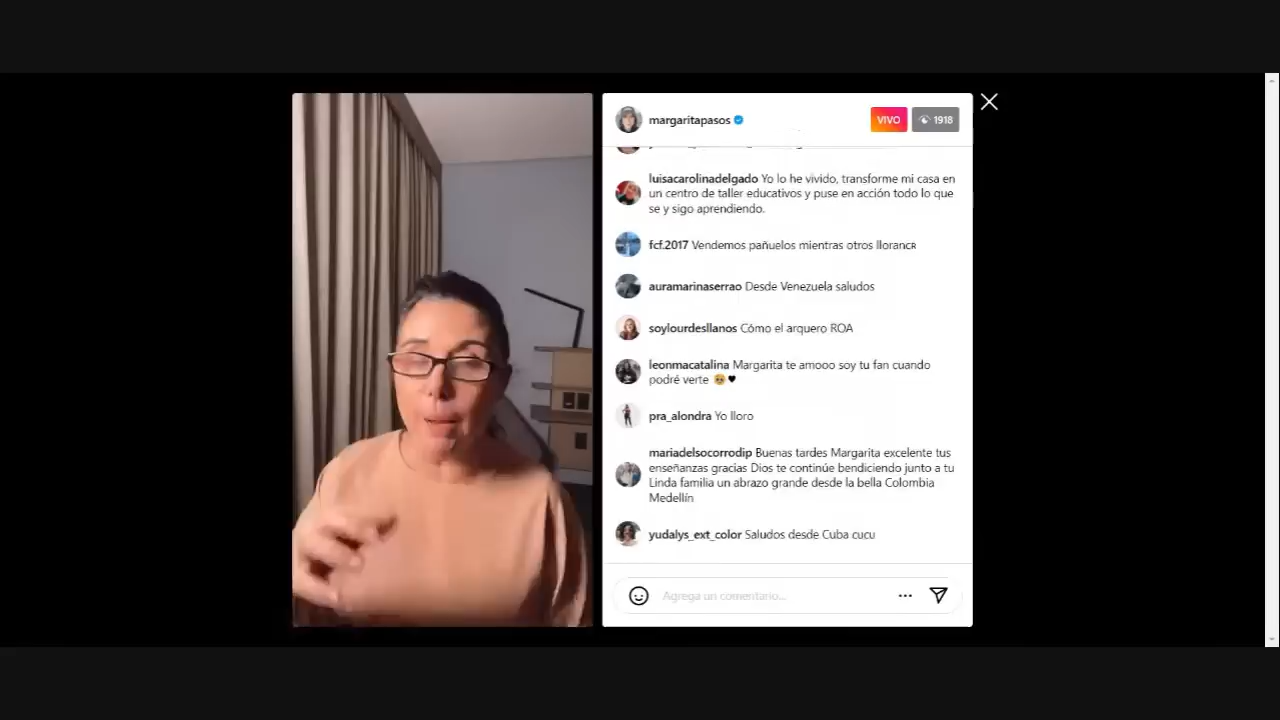 margaritapasos
VIVO
1918
luisacarolinadelgado Yo lo he vivido, transforme mi casa en
un centro de taller educativos y puse en acción todo lo que
se y sigo aprendiendo.
fcf.2017 Vendemos pañuelos mientras otros lloranCR
auramarinaserrao Desde Venezuela saludos
soylourdesllanos Cómo el arquero ROA
leonmacatalina Margarita te amooo soy tu fan cuando
podré verte 🥹♥
pra_alondra Yo lloro
mariadelsocorrodip Buenas tardes Margarita excelente tus
enseñanzas gracias Dios te continúe bendiciendo junto a tu
Linda familia un abrazo grande desde la bella Colombia
Medellín
yudalys_ext_color Saludos desde Cuba cucu
Agrega un comentario...